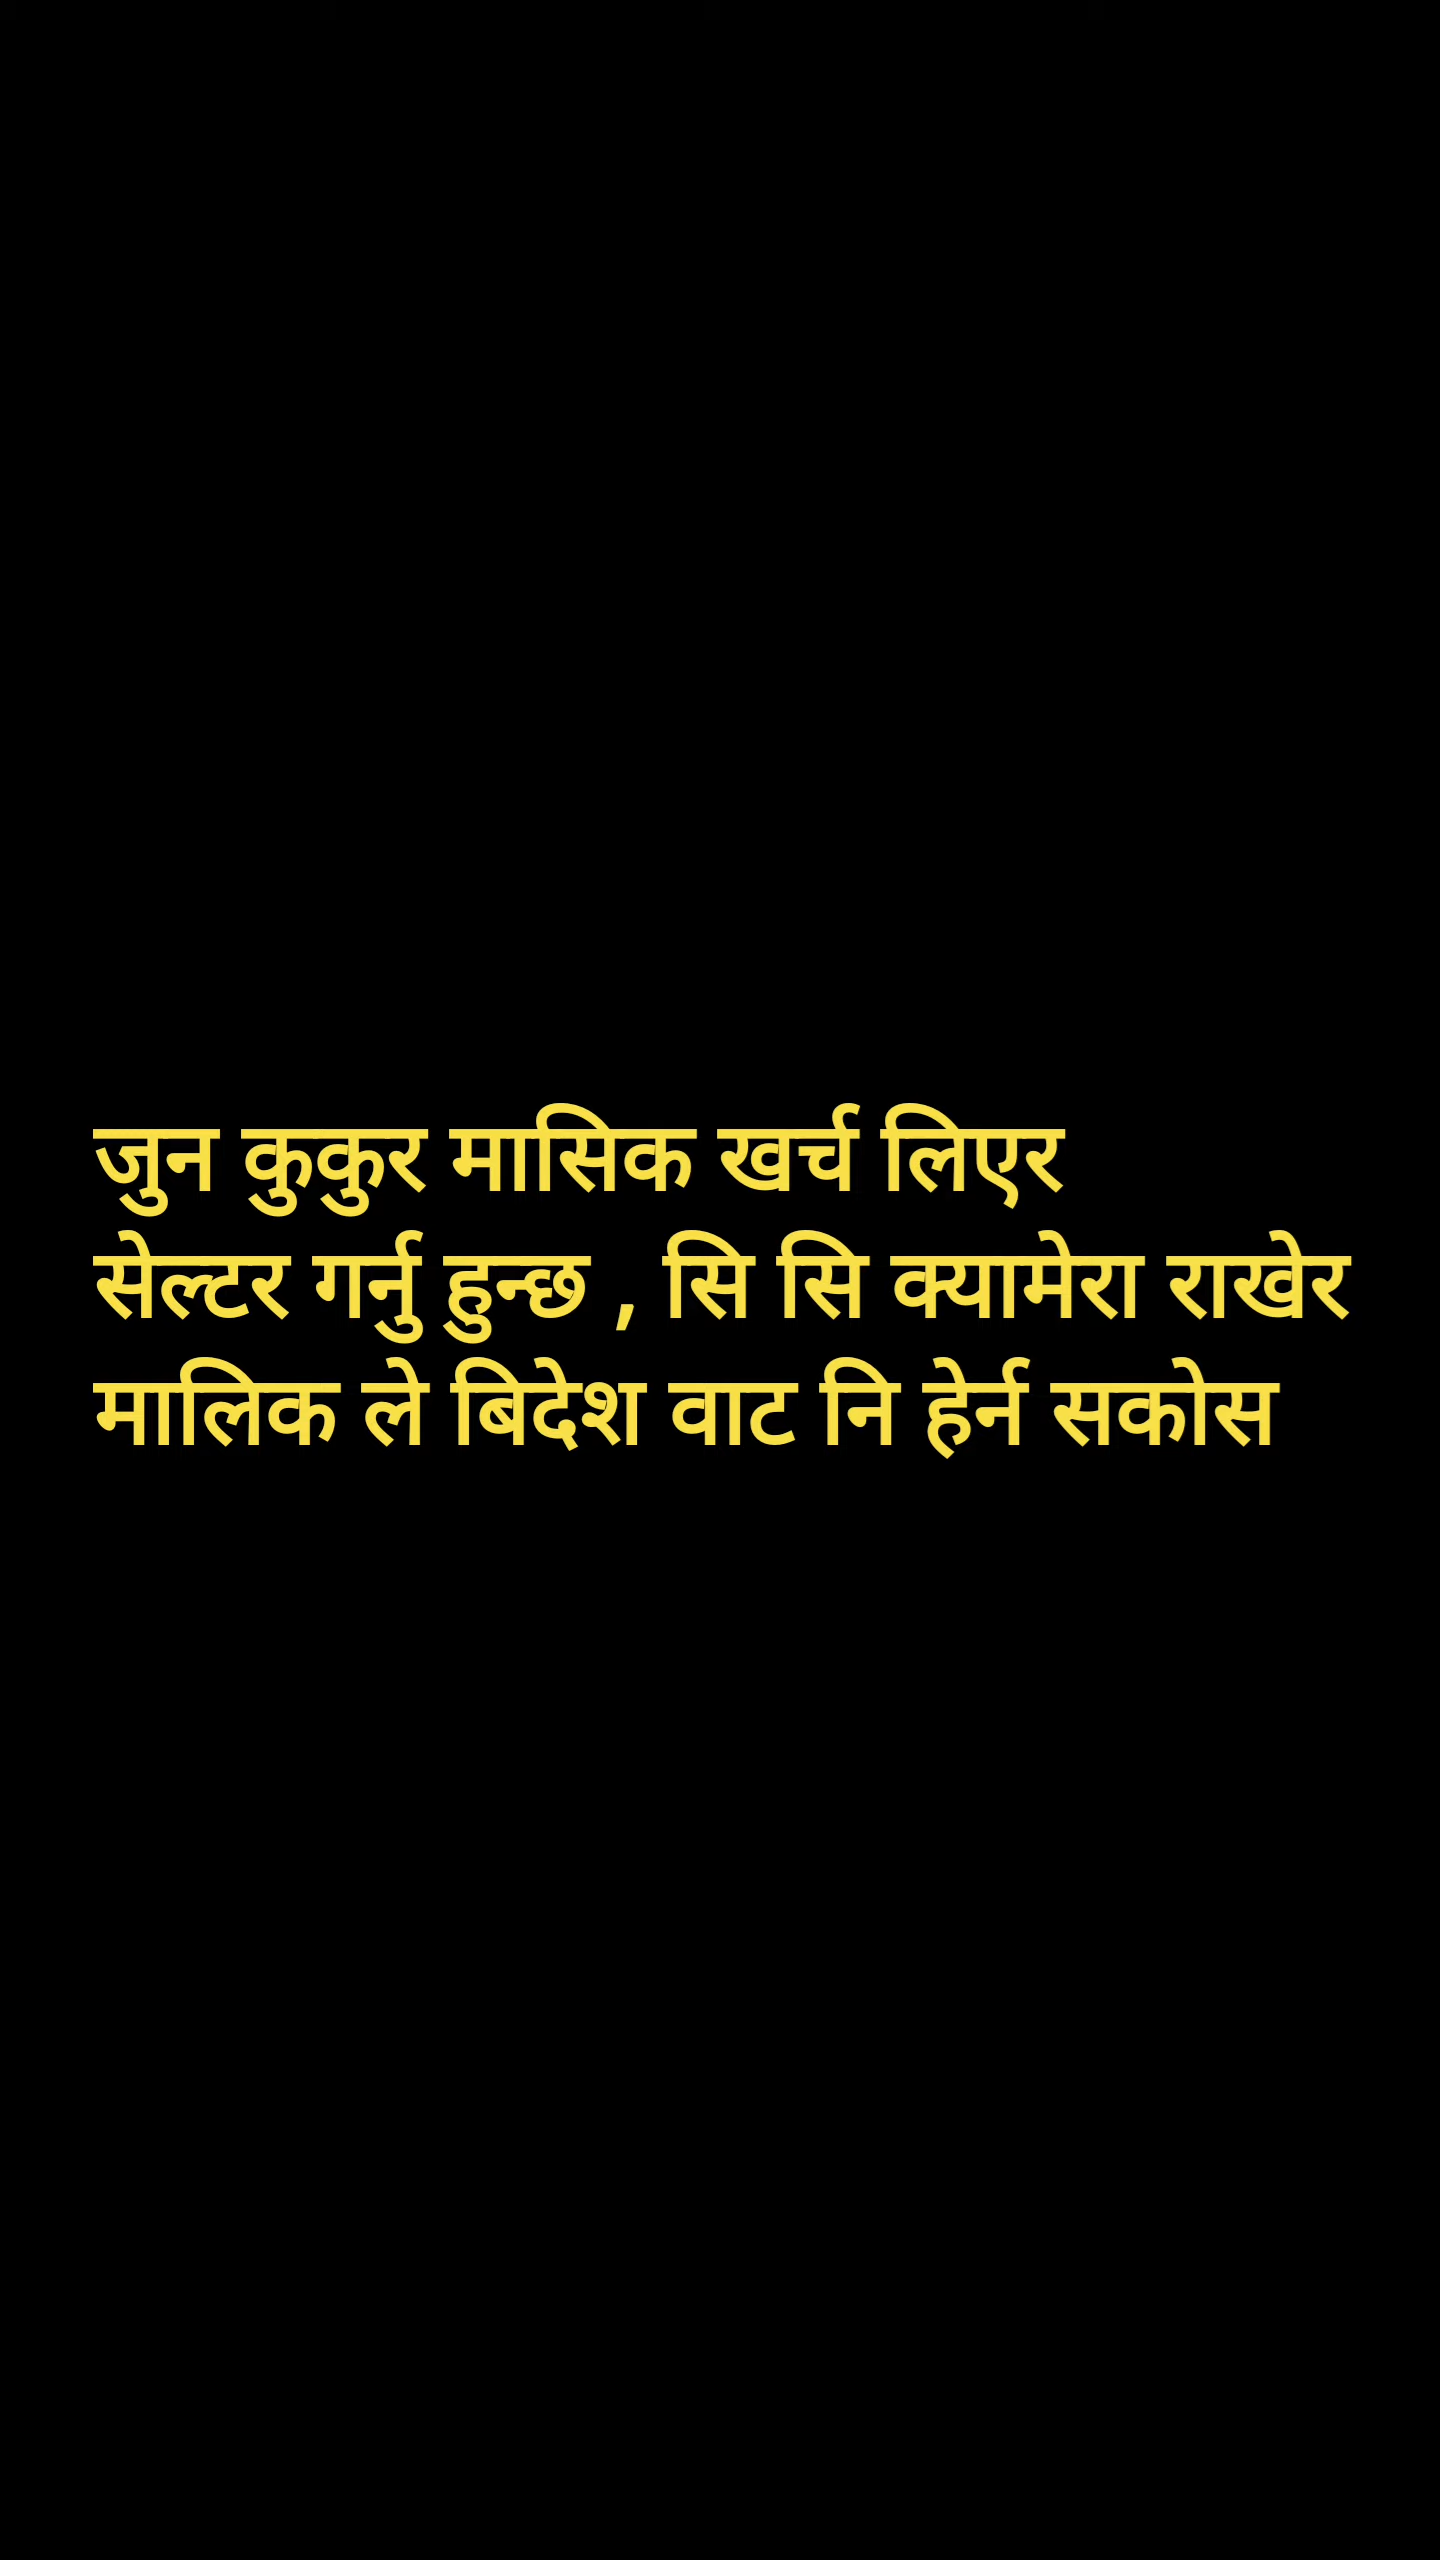 जुन कुकुर मासिक खर्च लिएर
सेल्टर गर्नु हुन्छ , सि सि क्यामेरा राखेर
मालिक ले बिदेश वाट नि हेर्न सकोस